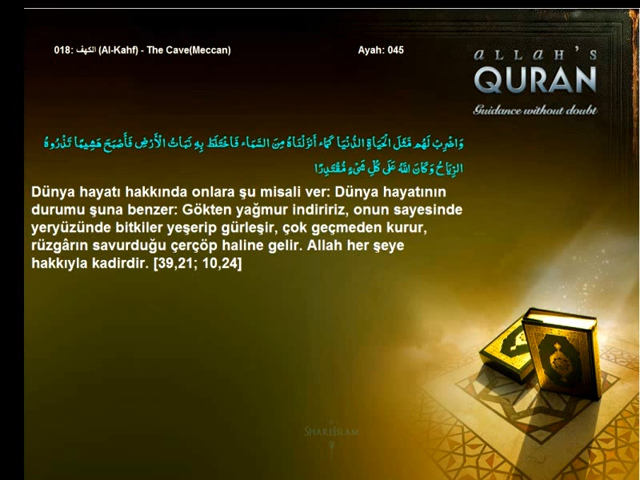 018: الكهف (Al-Kahf) - The Cave(Meccan) Ayah: 045
ALLAH'S
QURAN
Guidance without doubt
وَاضْرِبْ لَهُم مَّثَلَ الْحَيَاةِ الدُّنْيَا كَمَاء أَنزَلْنَاهُ مِنَ السَّمَاء فَاخْتَلَطَ بِهِ نَبَاتُ الْأَرْضِ فَأَصْبَحَ هَشِيمًا تَذْرُوهُ
الرِّيَاحُ وَكَانَ اللَّهُ عَلَى كُلِّ شَيْءٍ مُّقْتَدِرًا
Dünya hayatı hakkında onlara şu misali ver: Dünya hayatının
durumu şuna benzer: Gökten yağmur indiririz, onun sayesinde
yeryüzünde bitkiler yeşerip gürleşir, çok geçmeden kurur,
rüzgârın savurduğu çerçöp haline gelir. Allah her şeye
hakkıyla kadirdir. [39,21; 10,24]
SHARE ISLAM